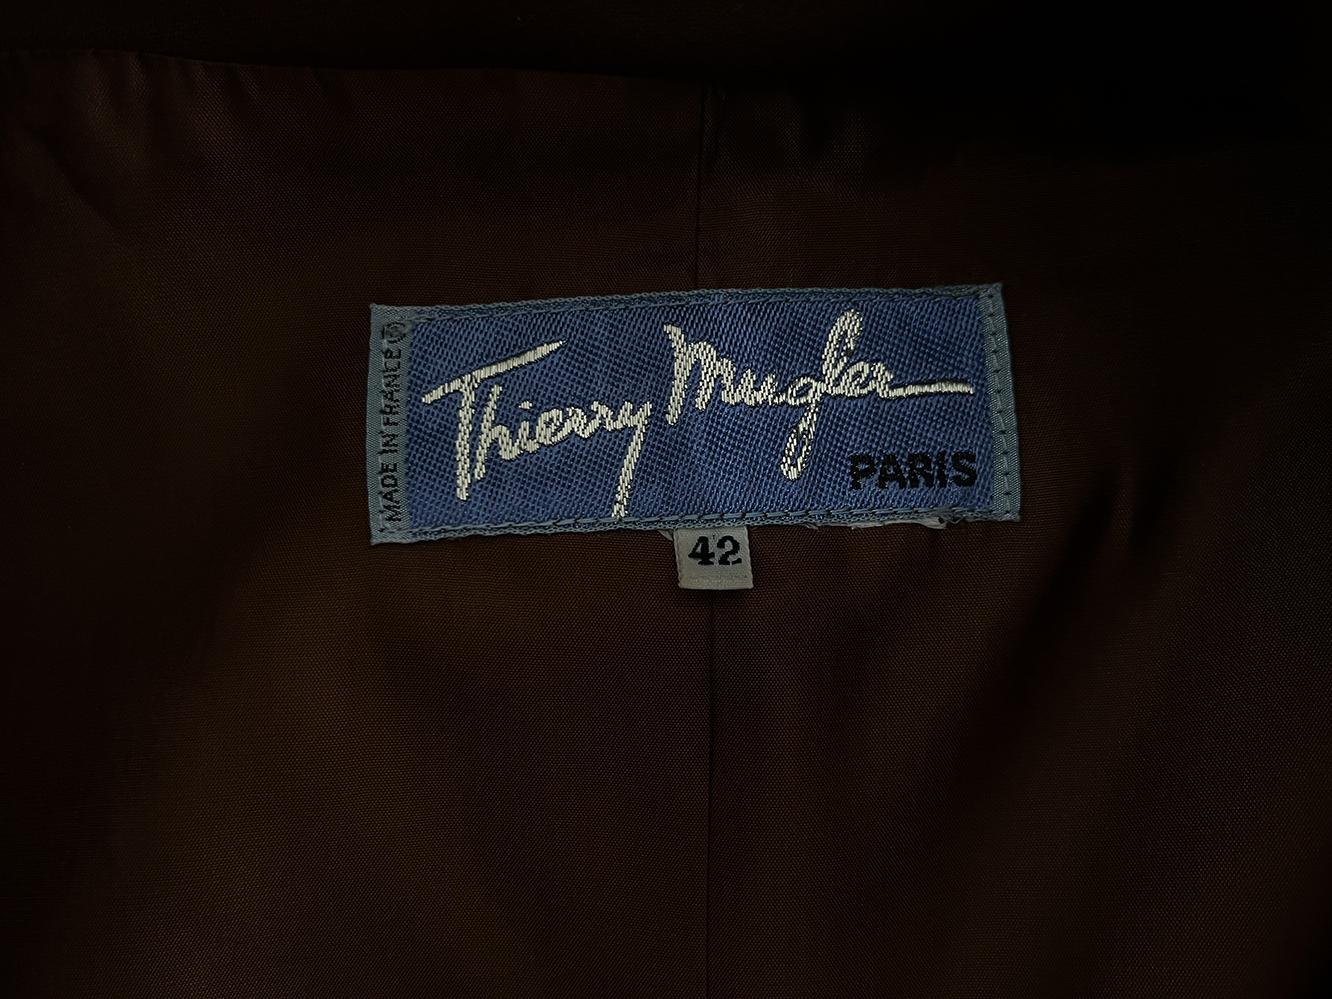 Thierry Mugler
PARIS
MADE IN FRANCE
42